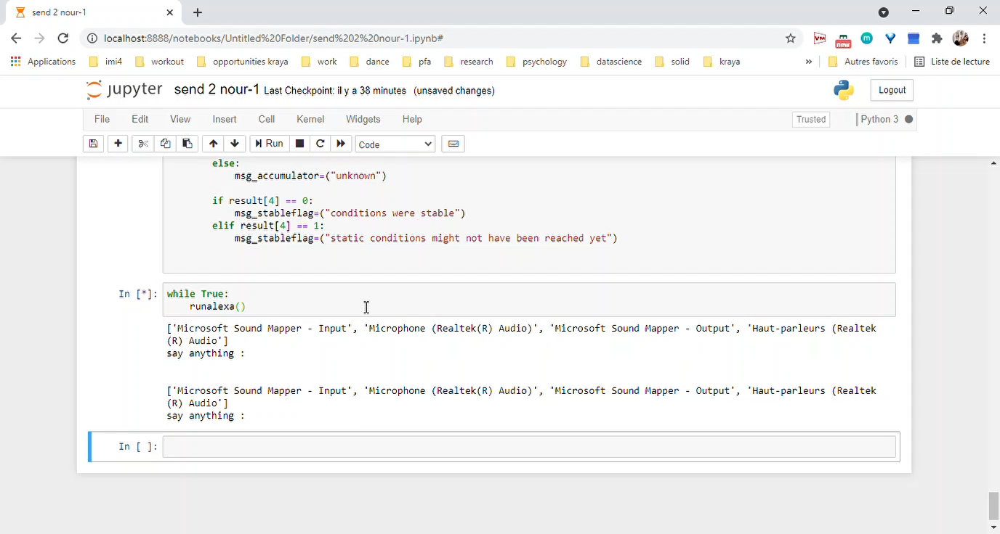 send 2 nour-1
localhost:8888/notebooks/Untitled%20Folder/send%202%20nour-1.ipynb#
VM
new
m
Applications
imi4
workout
opportunities kraya
work
dance
pfa
research
psychology
datascience
solid
kraya
»
Autres favoris
Liste de lecture
jupyter send 2 nour-1 Last Checkpoint: il y a 38 minutes (unsaved changes)
Logout
File Edit View Insert Cell Kernel Widgets Help
Trusted
Python 3
Run
Code
else:
msg_accumulator=("unknown")
if result[4] == 0:
msg_stableflag=("conditions were stable")
elif result[4] == 1:
msg_stableflag=("static conditions might not have been reached yet")
In [*]: while True:
runalexa()
['Microsoft Sound Mapper - Input', 'Microphone (Realtek(R) Audio)', 'Microsoft Sound Mapper - Output', 'Haut-parleurs (Realtek
(R) Audio']
say anything :
['Microsoft Sound Mapper - Input', 'Microphone (Realtek(R) Audio)', 'Microsoft Sound Mapper - Output', 'Haut-parleurs (Realtek
(R) Audio']
say anything :
In [ ]: